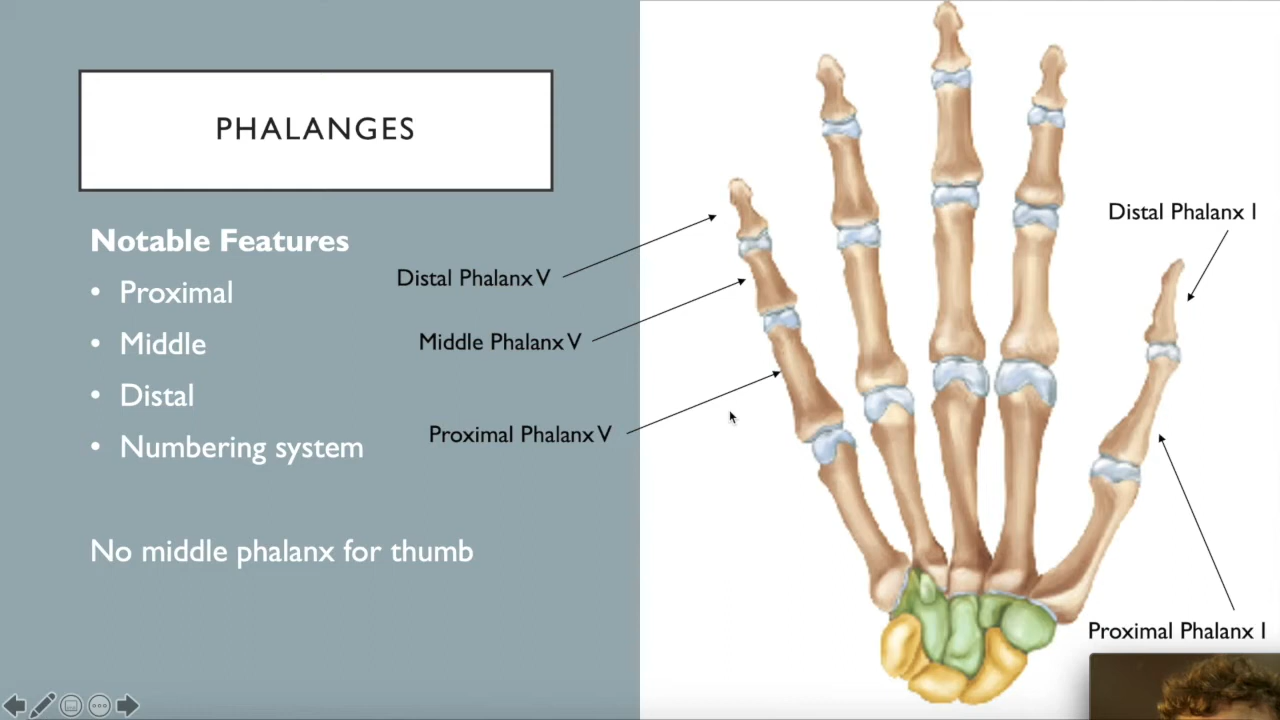 PHALANGES
Notable Features
• Proximal
• Middle
• Distal
• Numbering system
No middle phalanx for thumb
Distal Phalanx V
Middle Phalanx V
Proximal Phalanx V
Distal Phalanx I
Proximal Phalanx I